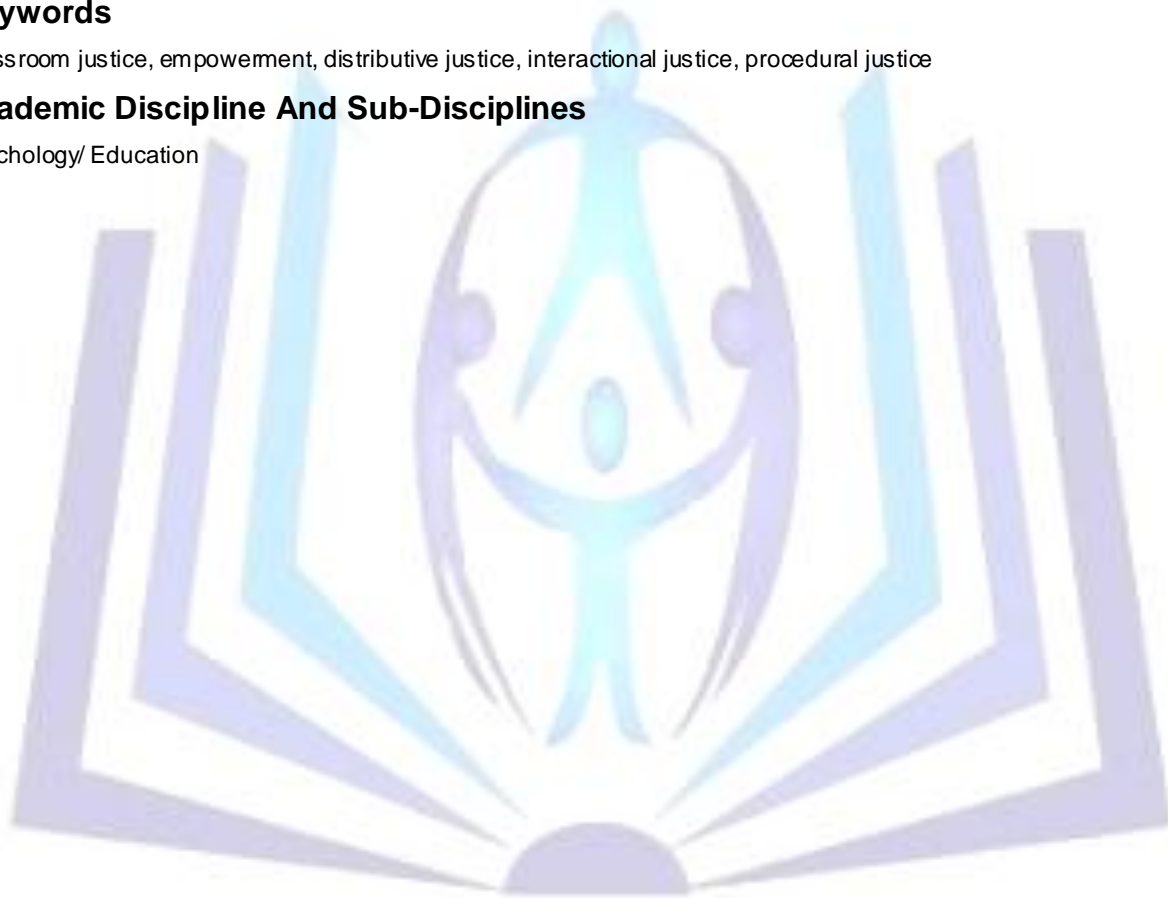 ywords
ssroom justice, empowerment, distributive justice, interactional justice, procedural justice
ademic Discipline And Sub-Disciplines
chology/ Education